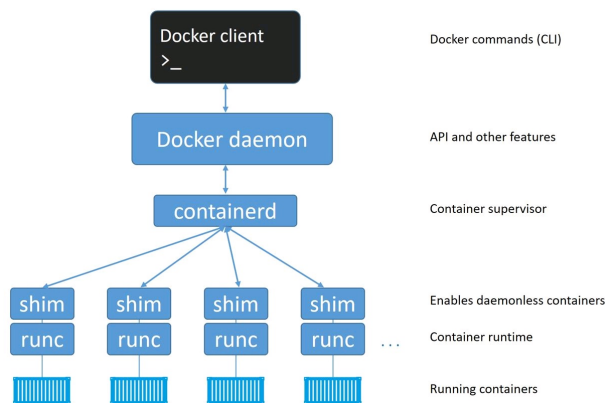 Docker client
>_
Docker commands (CLI)
Docker daemon
API and other features
containerd
Container supervisor
shim shim shim shim
Enables daemonless containers
runc runc runc runc ...
Container runtime
Running containers